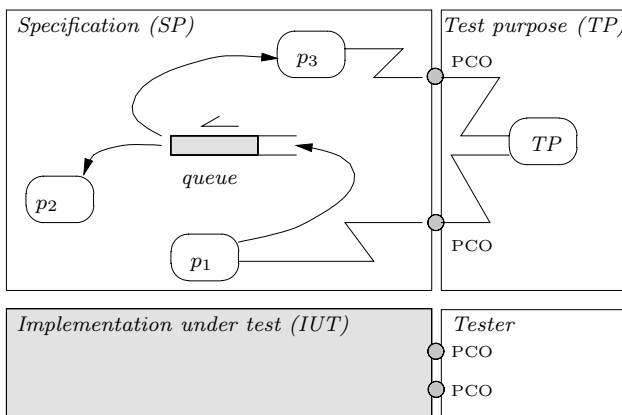 Specification (SP)
Test purpose (TP)
p3
PCO
TP
queue
p2
PCO
p1
Implementation under test (IUT)
Tester
PCO
PCO